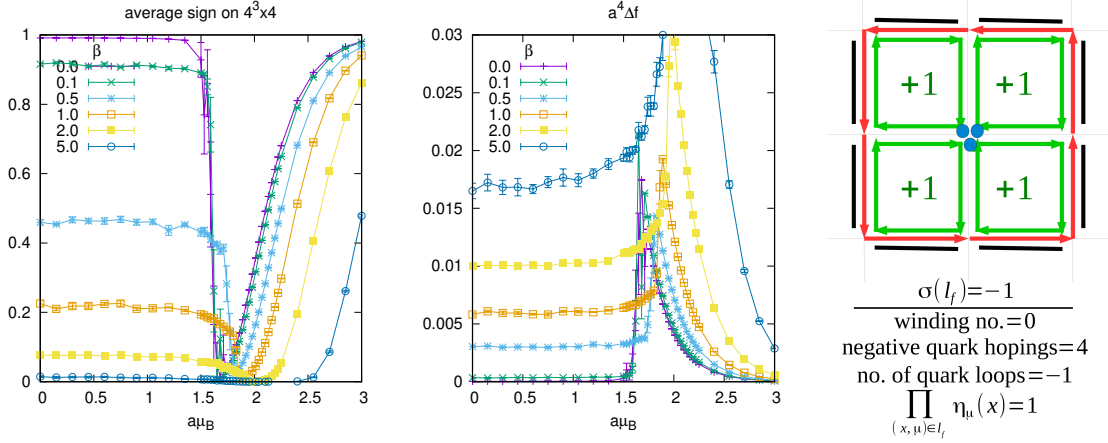 average sign on 4³x4
1
0.8
0.6
0.4
0.2
0
0 0.5 1 1.5 2 2.5 3
aμ_B
β
0.0
0.1
0.5
1.0
2.0
5.0
a⁴Δf
0.03
0.025
0.02
0.015
0.01
0.005
0
0 0.5 1 1.5 2 2.5 3
aμ_B
β
0.0
0.1
0.5
1.0
2.0
5.0
+1 +1
+1 +1
σ(l_f)=−1
winding no.=0
negative quark hopings=4
no. of quark loops=−1
∏ η_μ(x)=1
(x,μ)∈l_f